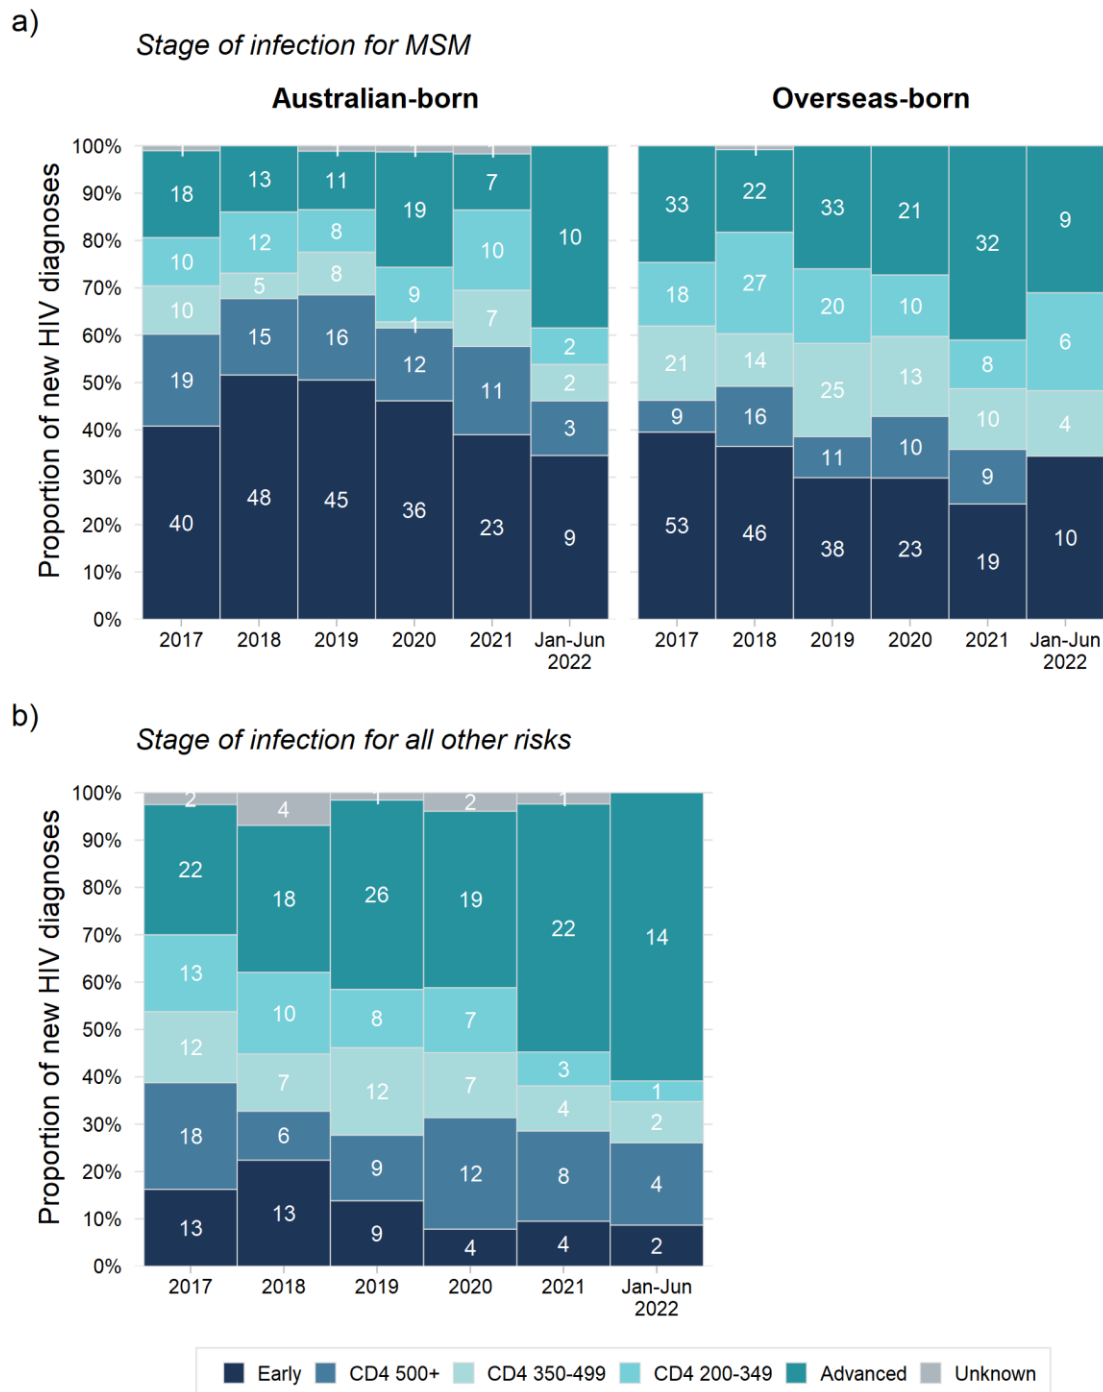 a)
Stage of infection for MSM
Australian-born Overseas-born
Proportion of new HIV diagnoses
100%
90%
80%
70%
60%
50%
40%
30%
20%
10%
0%
1 18 10 10 19 40
13 12 5 15 48
1 11 8 8 16 45
1 19 9 1 12 36
1 7 10 7 11 23
10 2 2 3 9
33 18 21 9 53
1 22 27 14 16 46
33 20 25 11 38
21 10 13 10 23
32 8 10 9 19
9 6 4 10
2017 2018 2019 2020 2021 Jan-Jun 2022
2017 2018 2019 2020 2021 Jan-Jun 2022
b)
Stage of infection for all other risks
Proportion of new HIV diagnoses
100%
90%
80%
70%
60%
50%
40%
30%
20%
10%
0%
2 22 13 12 18 13
4 18 10 7 6 13
1 26 8 12 9 9
2 19 7 7 12 4
1 22 3 4 8 4
14 1 2 4 2
2017 2018 2019 2020 2021 Jan-Jun 2022
Early CD4 500+ CD4 350-499 CD4 200-349 Advanced Unknown